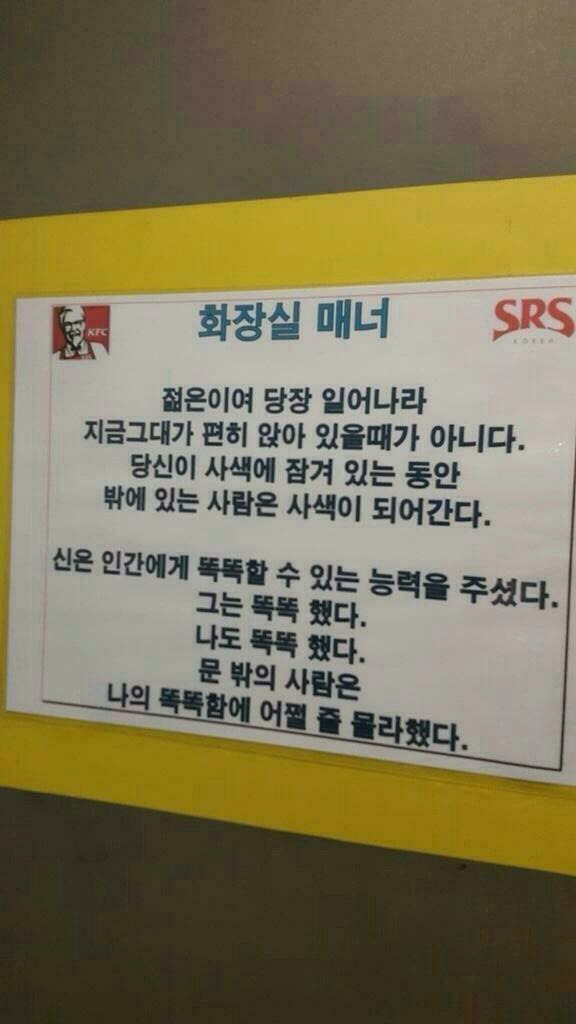 KFC
화장실 매너
SRS
KOREA
젊은이여 당장 일어나라
지금그대가 편히 앉아 있을때가 아니다.
당신이 사색에 잠겨 있는 동안
밖에 있는 사람은 사색이 되어간다.
신은 인간에게 똑똑할 수 있는 능력을 주셨다.
그는 똑똑 했다.
나도 똑똑 했다.
문 밖의 사람은
나의 똑똑함에 어쩔 줄 몰라했다.